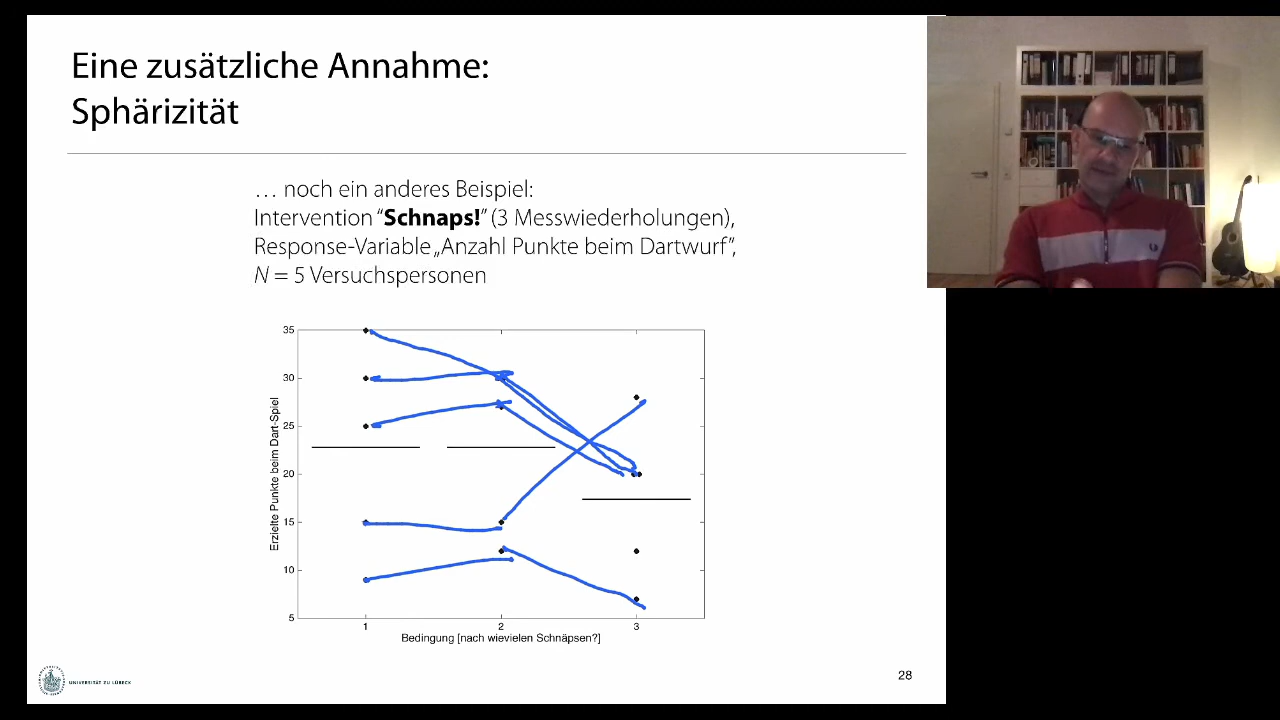 Eine zusätzliche Annahme:
Sphärizität
… noch ein anderes Beispiel:
Intervention “Schnaps!” (3 Messwiederholungen),
Response-Variable „Anzahl Punkte beim Dartwurf”,
N = 5 Versuchspersonen
35
30
25
20
15
10
5
Erzielte Punkte beim Dart-Spiel
1 2 3
Bedingung [nach wievielen Schnäpsen?]
UNIVERSITÄT ZU LÜBECK
28